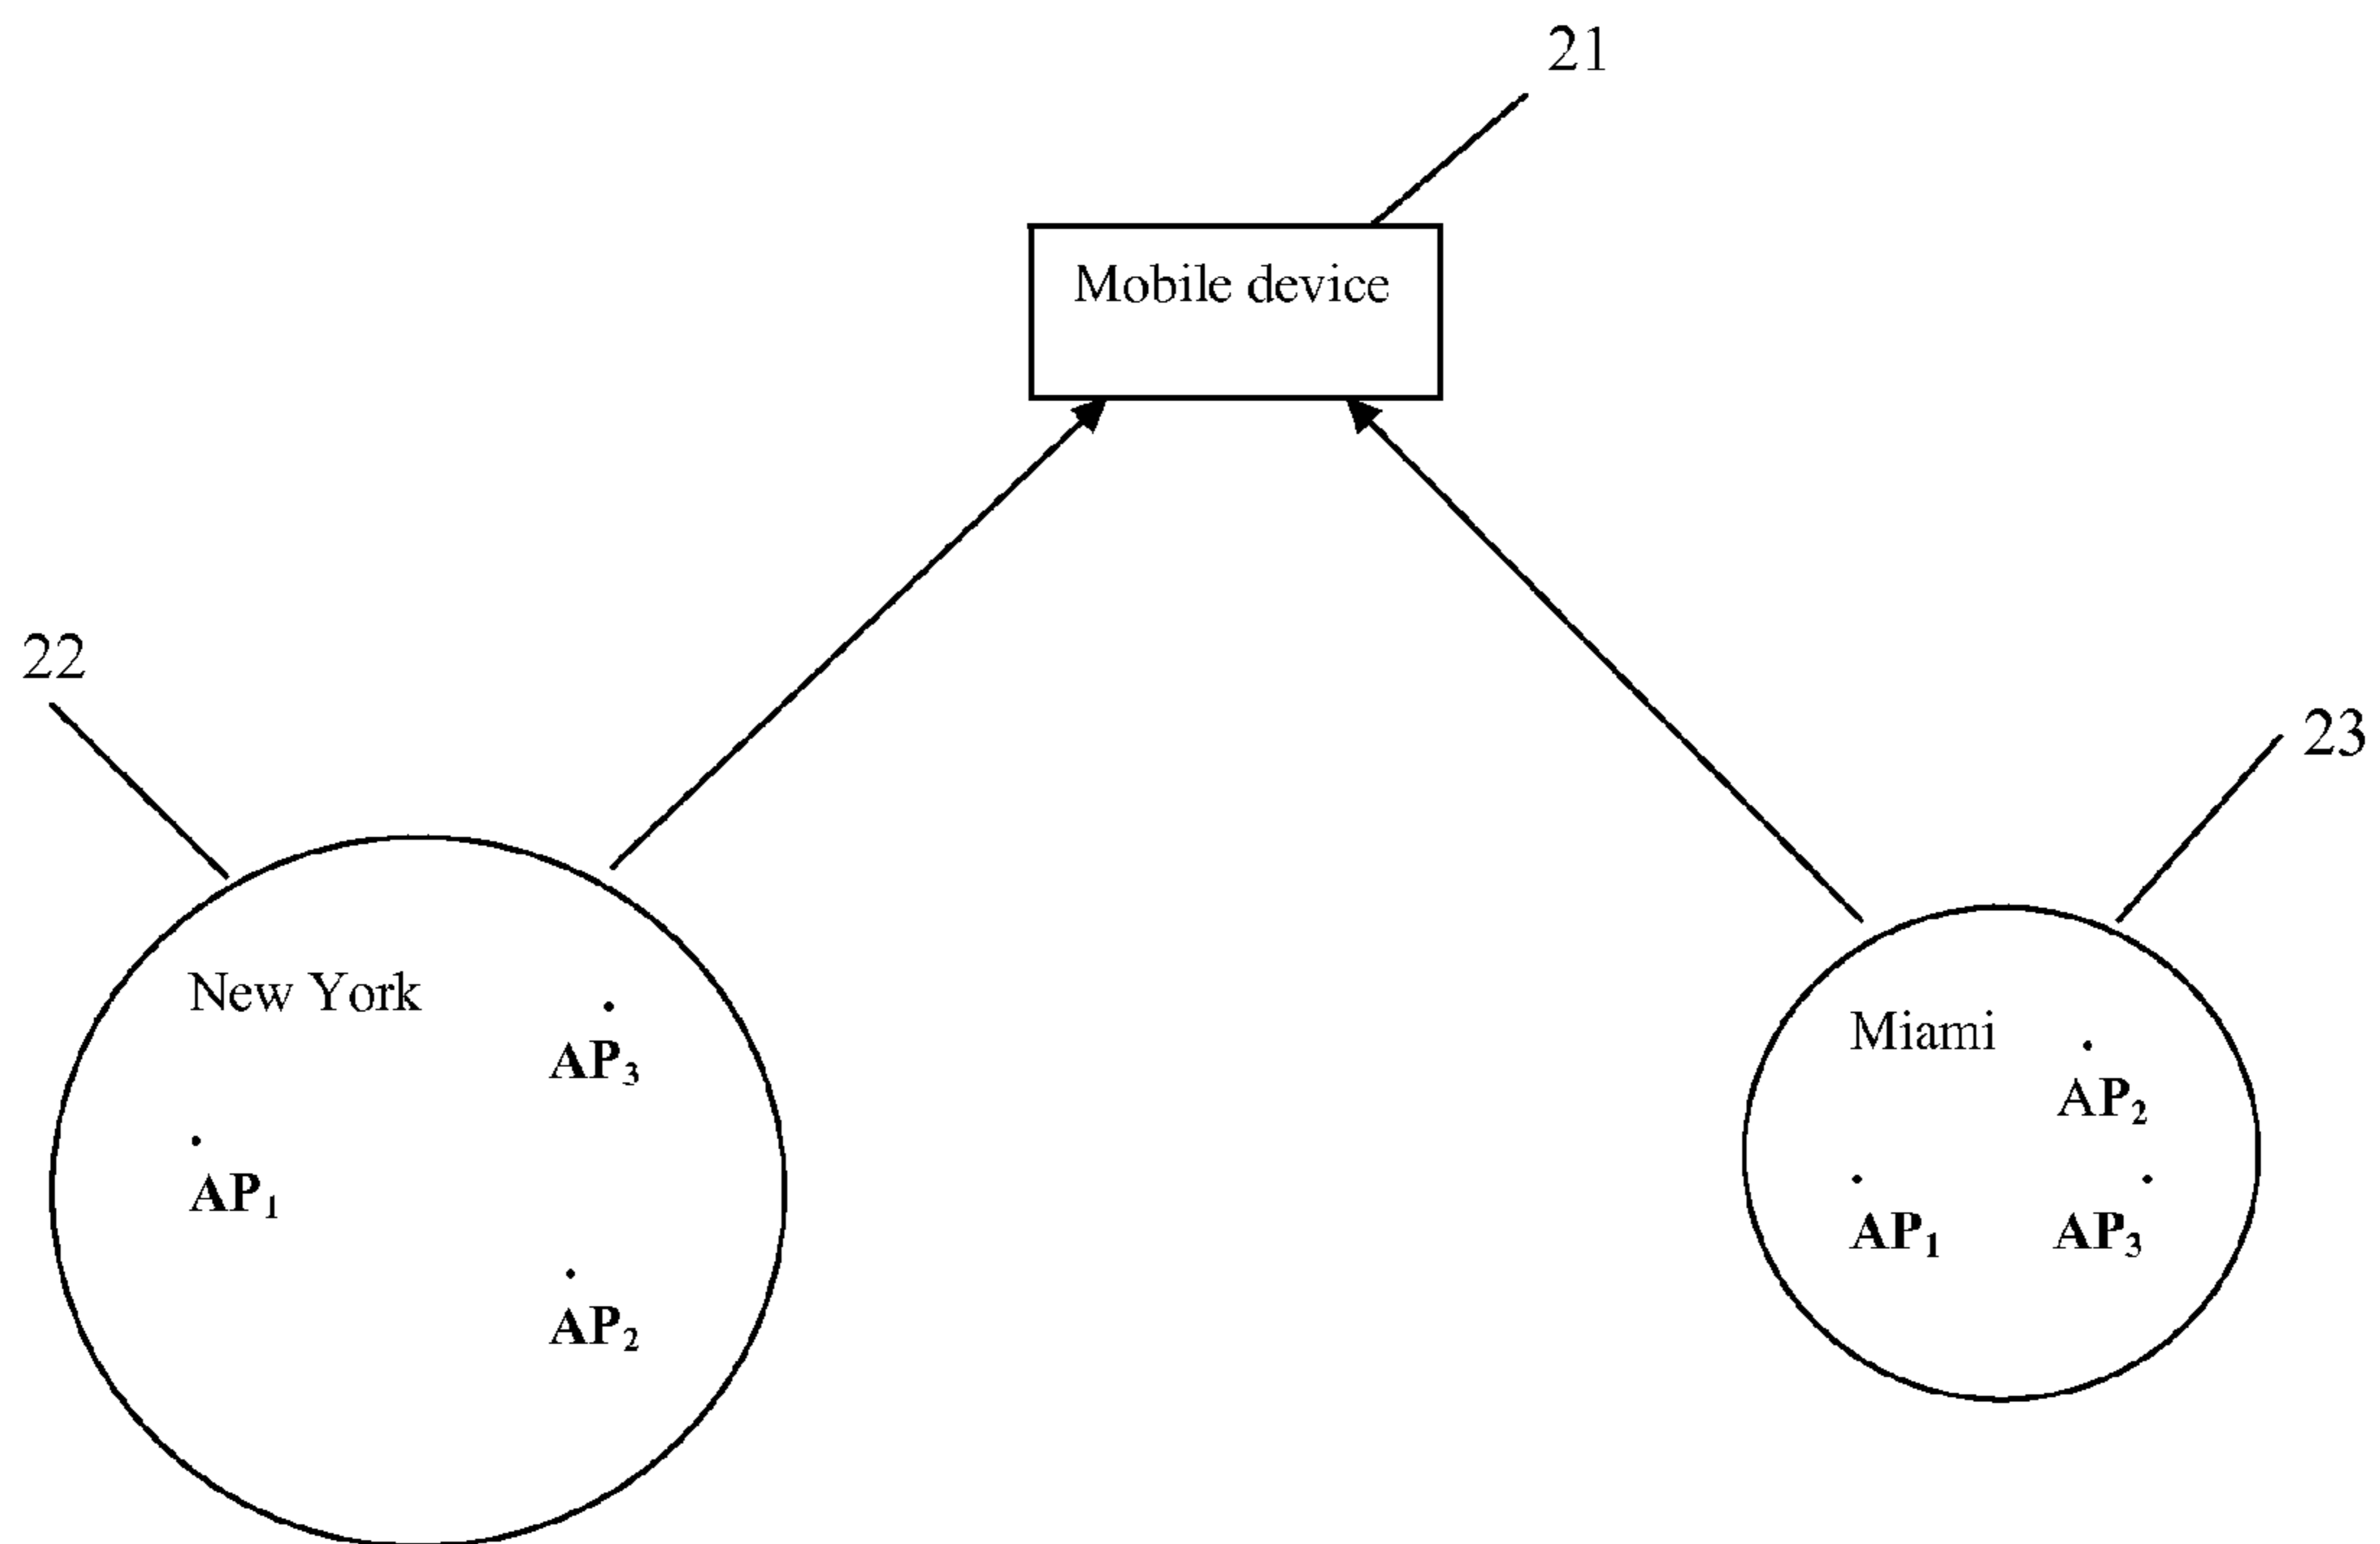 21
Mobile device
22
23
New York
AP3
AP1
AP2
Miami
AP2
AP1 AP3